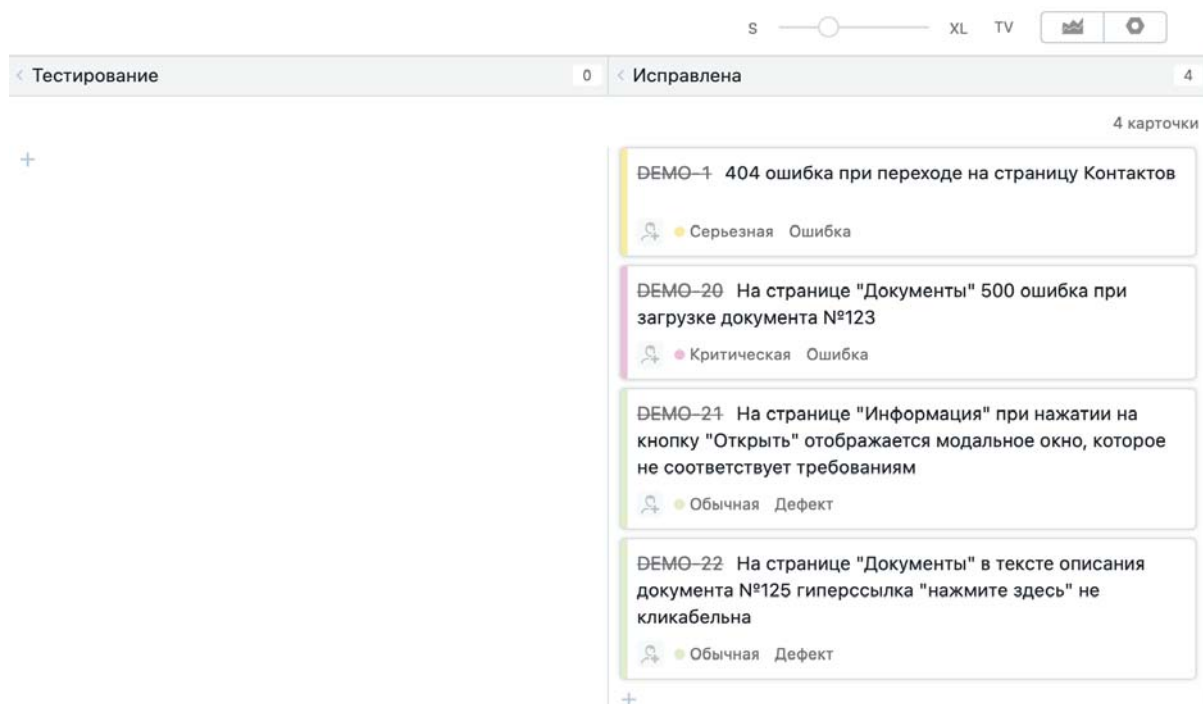 S XL TV
Тестирование 0
Исправлена 4
4 карточки
+
DEMO-1 404 ошибка при переходе на страницу Контактов
Серьезная Ошибка
DEMO-20 На странице "Документы" 500 ошибка при
загрузке документа №123
Критическая Ошибка
DEMO-21 На странице "Информация" при нажатии на
кнопку "Открыть" отображается модальное окно, которое
не соответствует требованиям
Обычная Дефект
DEMO-22 На странице "Документы" в тексте описания
документа №125 гиперссылка "нажмите здесь" не
кликабельна
Обычная Дефект
+